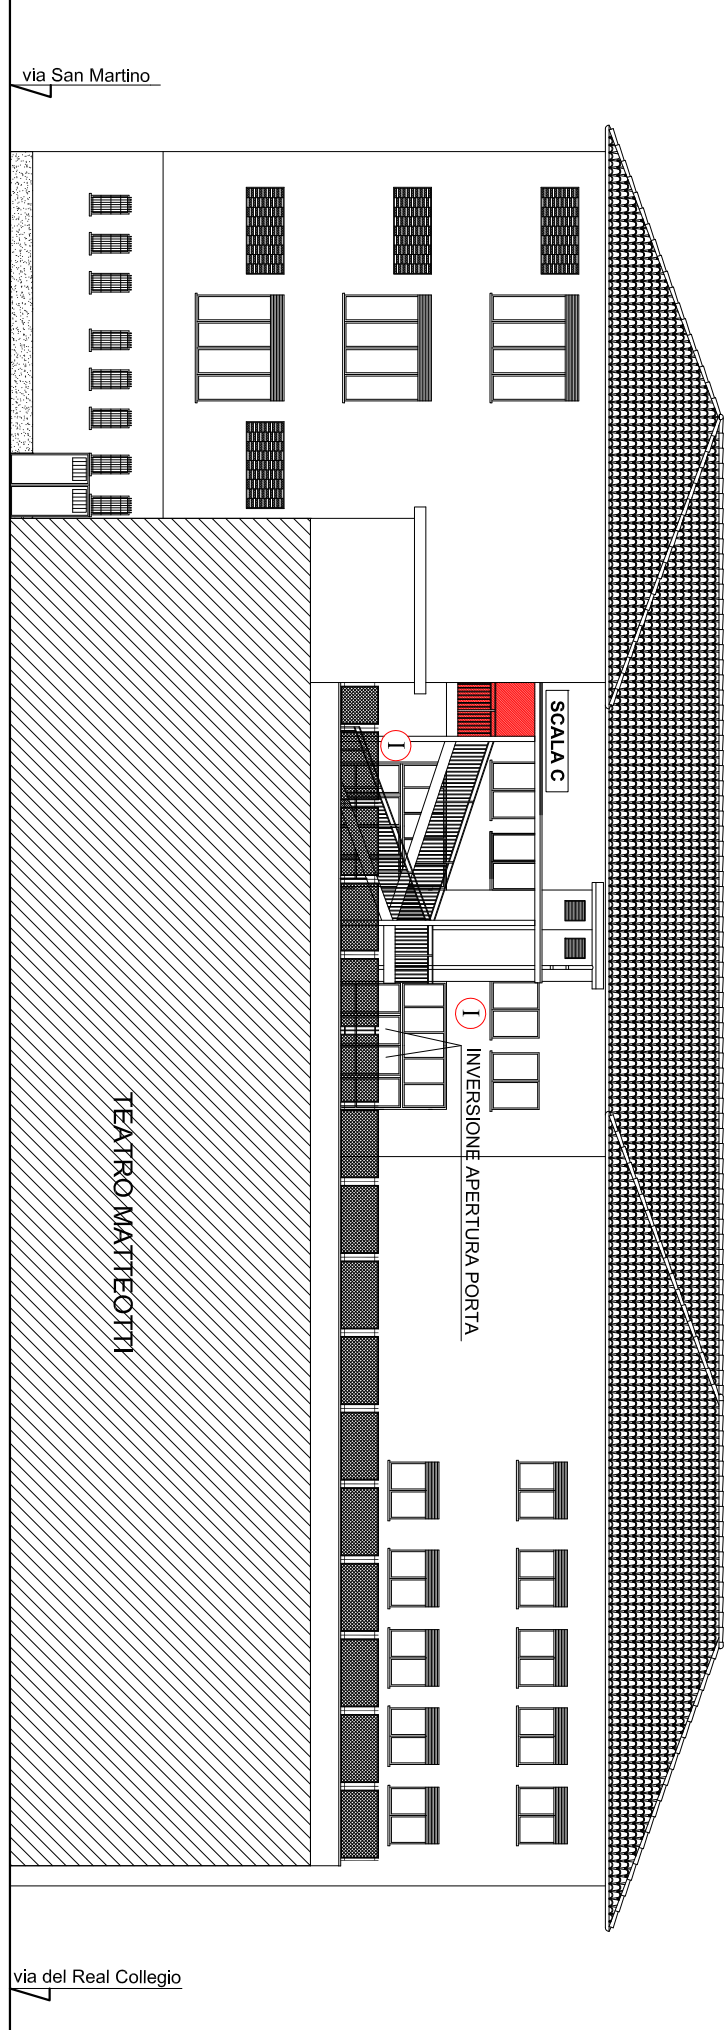 via San Martino
SCALA C
I
I
INVERSIONE APERTURA PORTA
TEATRO MATTEOTTI
via del Real Collegio